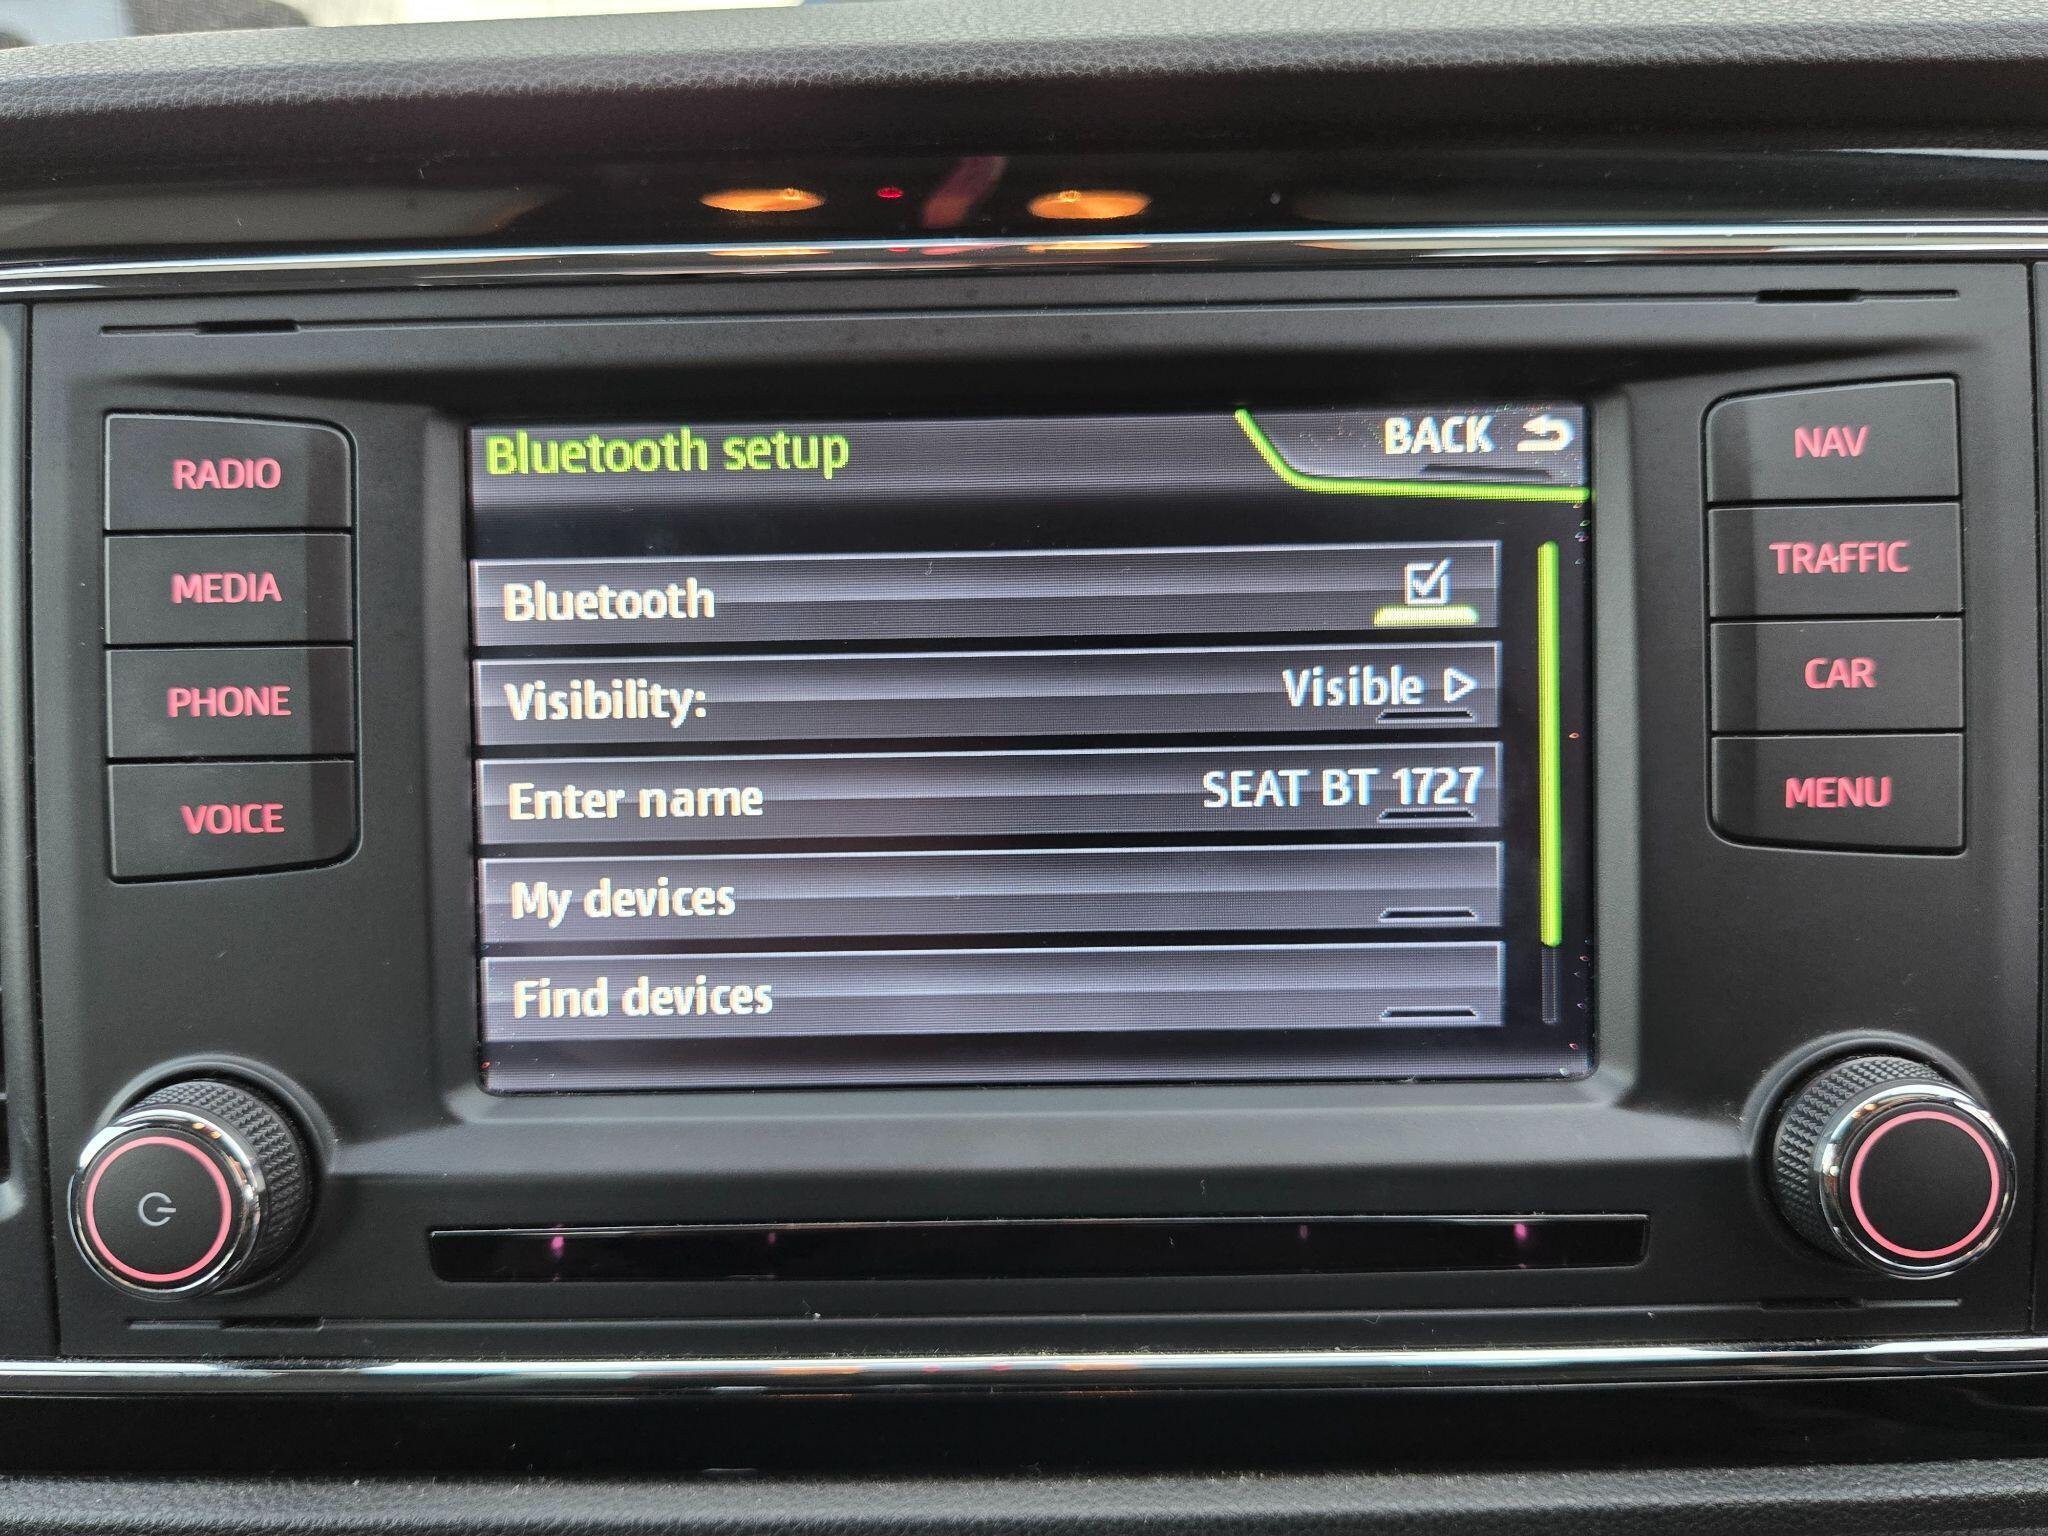 Bluetooth setup
BACK
RADIO
MEDIA
PHONE
VOICE
Bluetooth
Visibility: Visible
Enter name SEAT BT 1727
My devices
Find devices
NAV
TRAFFIC
CAR
MENU